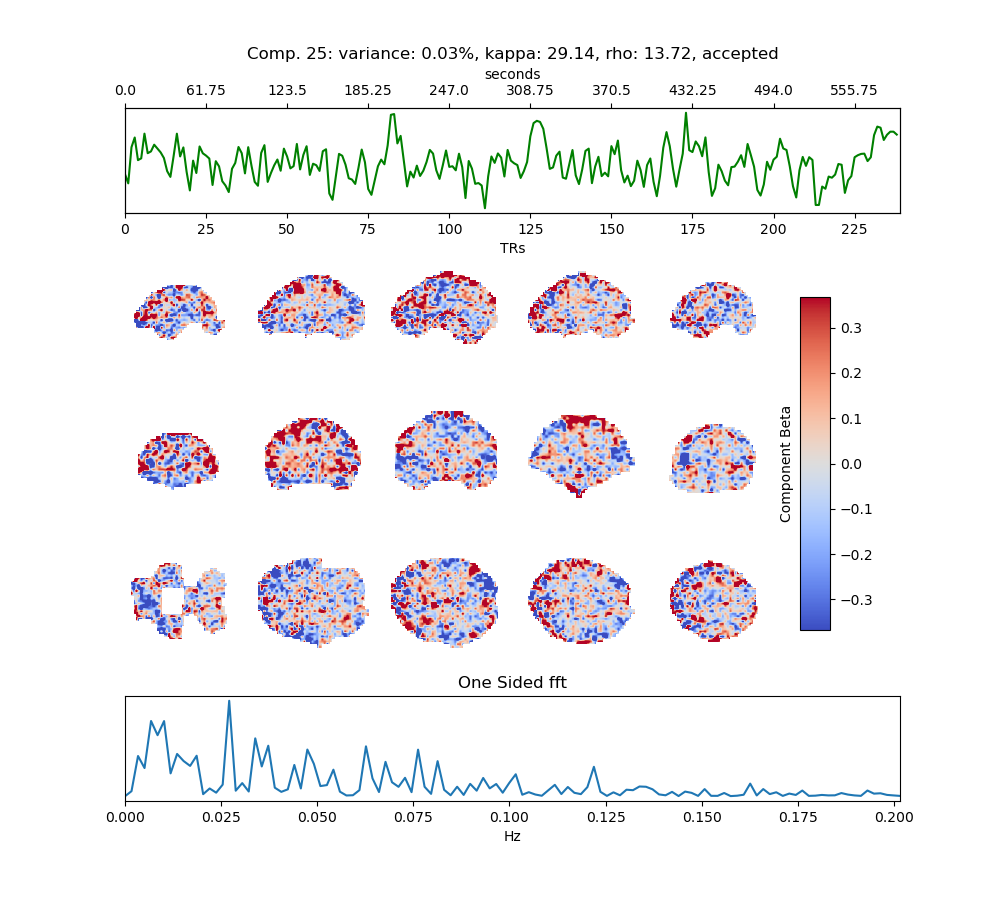 Comp. 25: variance: 0.03%, kappa: 29.14, rho: 13.72, accepted
seconds
0.0 61.75 123.5 185.25 247.0 308.75 370.5 432.25 494.0 555.75
0 25 50 75 100 125 150 175 200 225
TRs
0.3
0.2
0.1
0.0
−0.1
−0.2
−0.3
Component Beta
One Sided fft
0.000 0.025 0.050 0.075 0.100 0.125 0.150 0.175 0.200
Hz